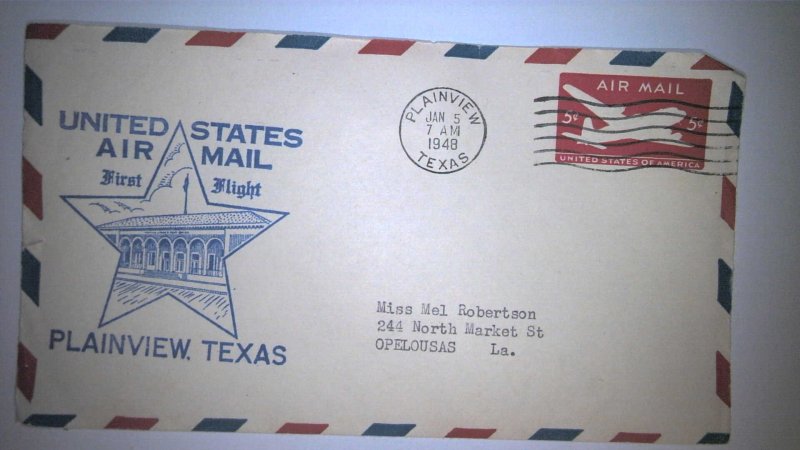 UNITED STATES
AIR MAIL
First Flight
PLAINVIEW, TEXAS
PLAINVIEW
JAN 5
7 AM
1948
TEXAS
AIR MAIL
5¢ 5¢
UNITED STATES OF AMERICA
Miss Mel Robertson
244 North Market St
OPELOUSAS La.